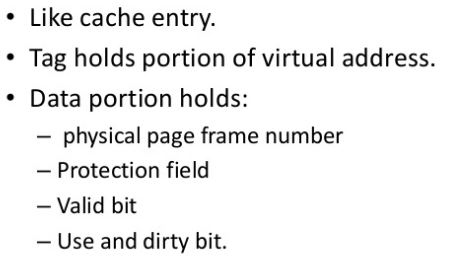 • Like cache entry.
• Tag holds portion of virtual address.
• Data portion holds:
– physical page frame number
– Protection field
– Valid bit
– Use and dirty bit.